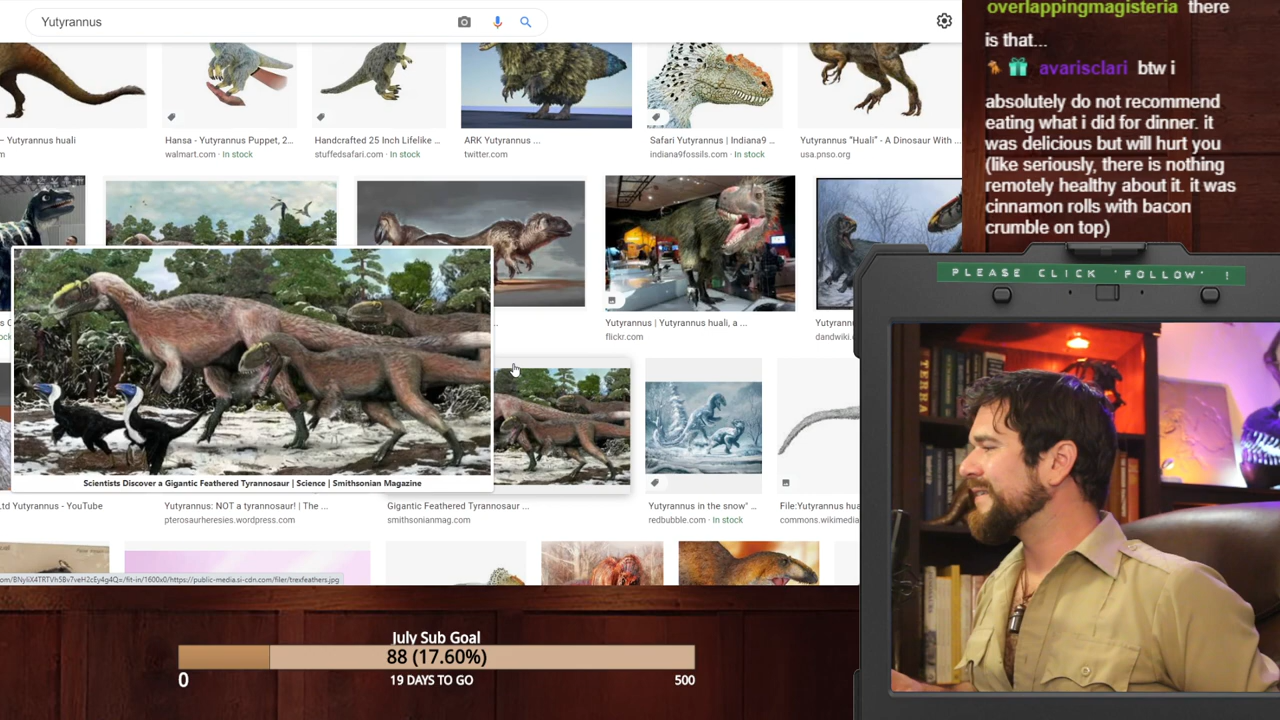 Yutyrannus
– Yutyrannus huali
Hansa - Yutyrannus Puppet, 2...
walmart.com · In stock
Handcrafted 25 Inch Lifelike ...
stuffedsafari.com · In stock
ARK Yutyrannus ...
twitter.com
Safari Yutyrannus | Indiana9 ...
indiana9fossils.com · In stock
Yutyrannus "Huali" - A Dinosaur With ...
usa.pnso.org
Yutyrannus | Yutyrannus huali, a ...
flickr.com
Yutyrann
dandwiki.c
Scientists Discover a Gigantic Feathered Tyrannosaur | Science | Smithsonian Magazine
td Yutyrannus - YouTube
Yutyrannus: NOT a tyrannosaur! | The ...
pterosaurheresies.wordpress.com
Gigantic Feathered Tyrannosaur ...
smithsonianmag.com
Yutyrannus in the snow" ...
redbubble.com · In stock
File:Yutyrannus hua
commons.wikimedia
overlappingmagisteria there
is that...
avarisclari btw i
absolutely do not recommend
eating what i did for dinner. it
was delicious but will hurt you
(like seriously, there is nothing
remotely healthy about it. it was
cinnamon rolls with bacon
crumble on top)
PLEASE CLICK 'FOLLOW' !
July Sub Goal
88 (17.60%)
0
19 DAYS TO GO
500